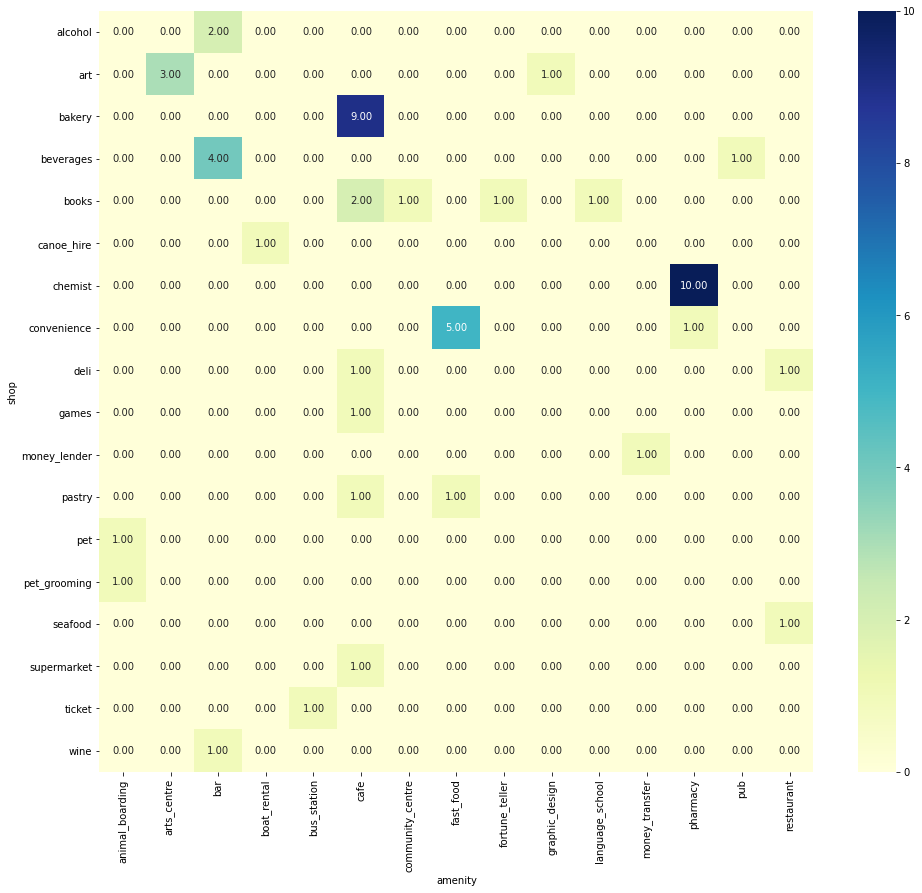 10
alcohol 0.00 0.00 2.00 0.00 0.00 0.00 0.00 0.00 0.00 0.00 0.00 0.00 0.00 0.00 0.00
art 0.00 3.00 0.00 0.00 0.00 0.00 0.00 0.00 0.00 1.00 0.00 0.00 0.00 0.00 0.00
bakery 0.00 0.00 0.00 0.00 0.00 9.00 0.00 0.00 0.00 0.00 0.00 0.00 0.00 0.00 0.00
8
beverages 0.00 0.00 4.00 0.00 0.00 0.00 0.00 0.00 0.00 0.00 0.00 0.00 0.00 1.00 0.00
books 0.00 0.00 0.00 0.00 0.00 2.00 1.00 0.00 1.00 0.00 1.00 0.00 0.00 0.00 0.00
canoe_hire 0.00 0.00 0.00 1.00 0.00 0.00 0.00 0.00 0.00 0.00 0.00 0.00 0.00 0.00 0.00
chemist 0.00 0.00 0.00 0.00 0.00 0.00 0.00 0.00 0.00 0.00 0.00 0.00 10.00 0.00 0.00
6
convenience 0.00 0.00 0.00 0.00 0.00 0.00 0.00 5.00 0.00 0.00 0.00 0.00 1.00 0.00 0.00
deli 0.00 0.00 0.00 0.00 0.00 1.00 0.00 0.00 0.00 0.00 0.00 0.00 0.00 0.00 1.00
shop
games 0.00 0.00 0.00 0.00 0.00 1.00 0.00 0.00 0.00 0.00 0.00 0.00 0.00 0.00 0.00
money_lender 0.00 0.00 0.00 0.00 0.00 0.00 0.00 0.00 0.00 0.00 0.00 1.00 0.00 0.00 0.00
4
pastry 0.00 0.00 0.00 0.00 0.00 1.00 0.00 1.00 0.00 0.00 0.00 0.00 0.00 0.00 0.00
pet 1.00 0.00 0.00 0.00 0.00 0.00 0.00 0.00 0.00 0.00 0.00 0.00 0.00 0.00 0.00
pet_grooming 1.00 0.00 0.00 0.00 0.00 0.00 0.00 0.00 0.00 0.00 0.00 0.00 0.00 0.00 0.00
seafood 0.00 0.00 0.00 0.00 0.00 0.00 0.00 0.00 0.00 0.00 0.00 0.00 0.00 0.00 1.00
2
supermarket 0.00 0.00 0.00 0.00 0.00 1.00 0.00 0.00 0.00 0.00 0.00 0.00 0.00 0.00 0.00
ticket 0.00 0.00 0.00 0.00 1.00 0.00 0.00 0.00 0.00 0.00 0.00 0.00 0.00 0.00 0.00
wine 0.00 0.00 1.00 0.00 0.00 0.00 0.00 0.00 0.00 0.00 0.00 0.00 0.00 0.00 0.00
0
animal_boarding
arts_centre
bar
boat_rental
bus_station
cafe
community_centre
fast_food
fortune_teller
graphic_design
language_school
money_transfer
pharmacy
pub
restaurant
amenity